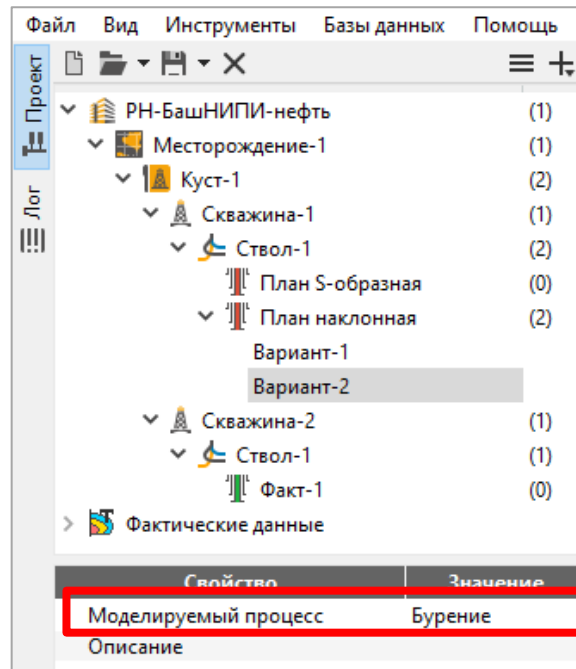 Файл Вид Инструменты Базы данных Помощь
Проект
Лог
РН-БашНИПИ-нефть (1)
Месторождение-1 (1)
Куст-1 (2)
Скважина-1 (1)
Ствол-1 (2)
План S-образная (0)
План наклонная (2)
Вариант-1
Вариант-2
Скважина-2 (1)
Ствол-1 (1)
Факт-1 (0)
Фактические данные
Свойство Значение
Моделируемый процесс Бурение
Описание